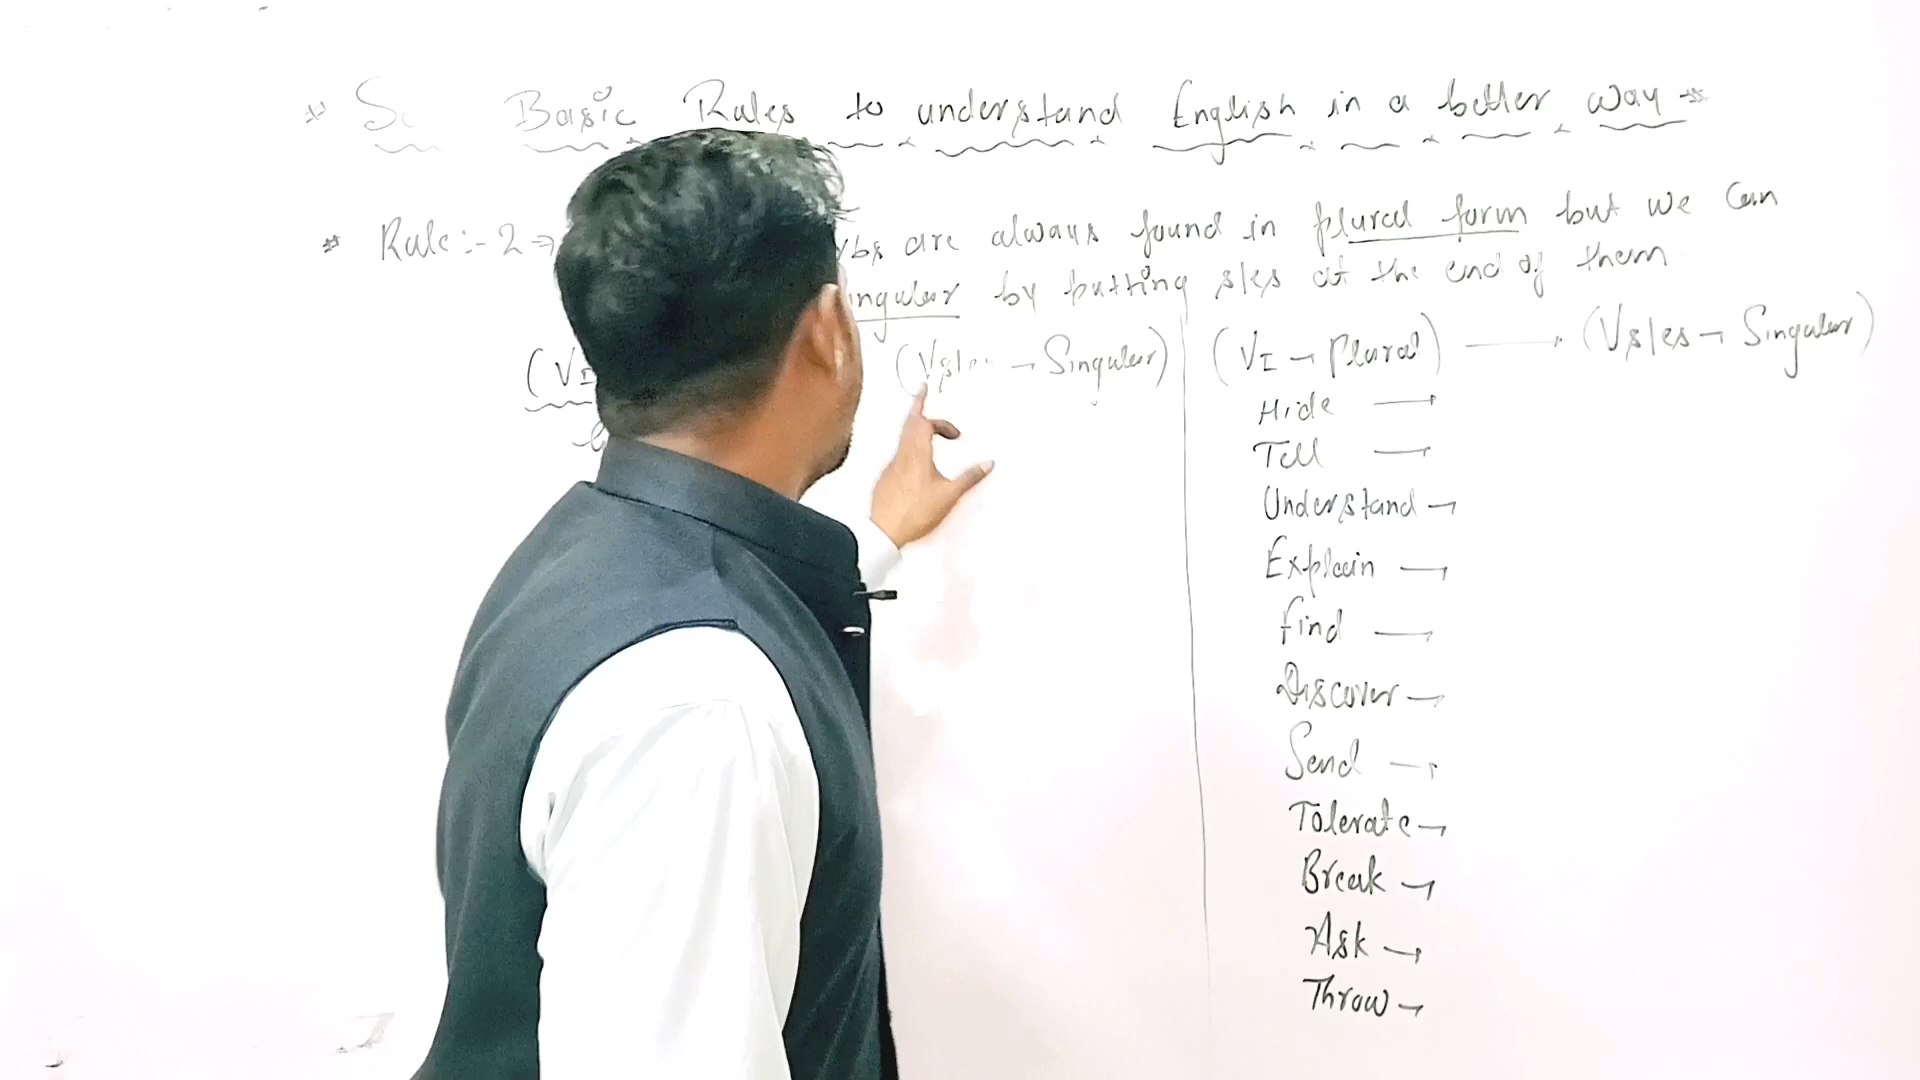 Basic Rules to understand English in a better way
Rule:- 2 ⇒ are always found in plural form but we can
by putting s/es at the end of them
(V1 (Vs/es → Singular)
(VI → Plural) → (Vs/es → Singular)
Hide →
Tell →
Understand →
Explain →
Find →
Discover →
Send →
Tolerate →
Break →
Ask →
Throw →